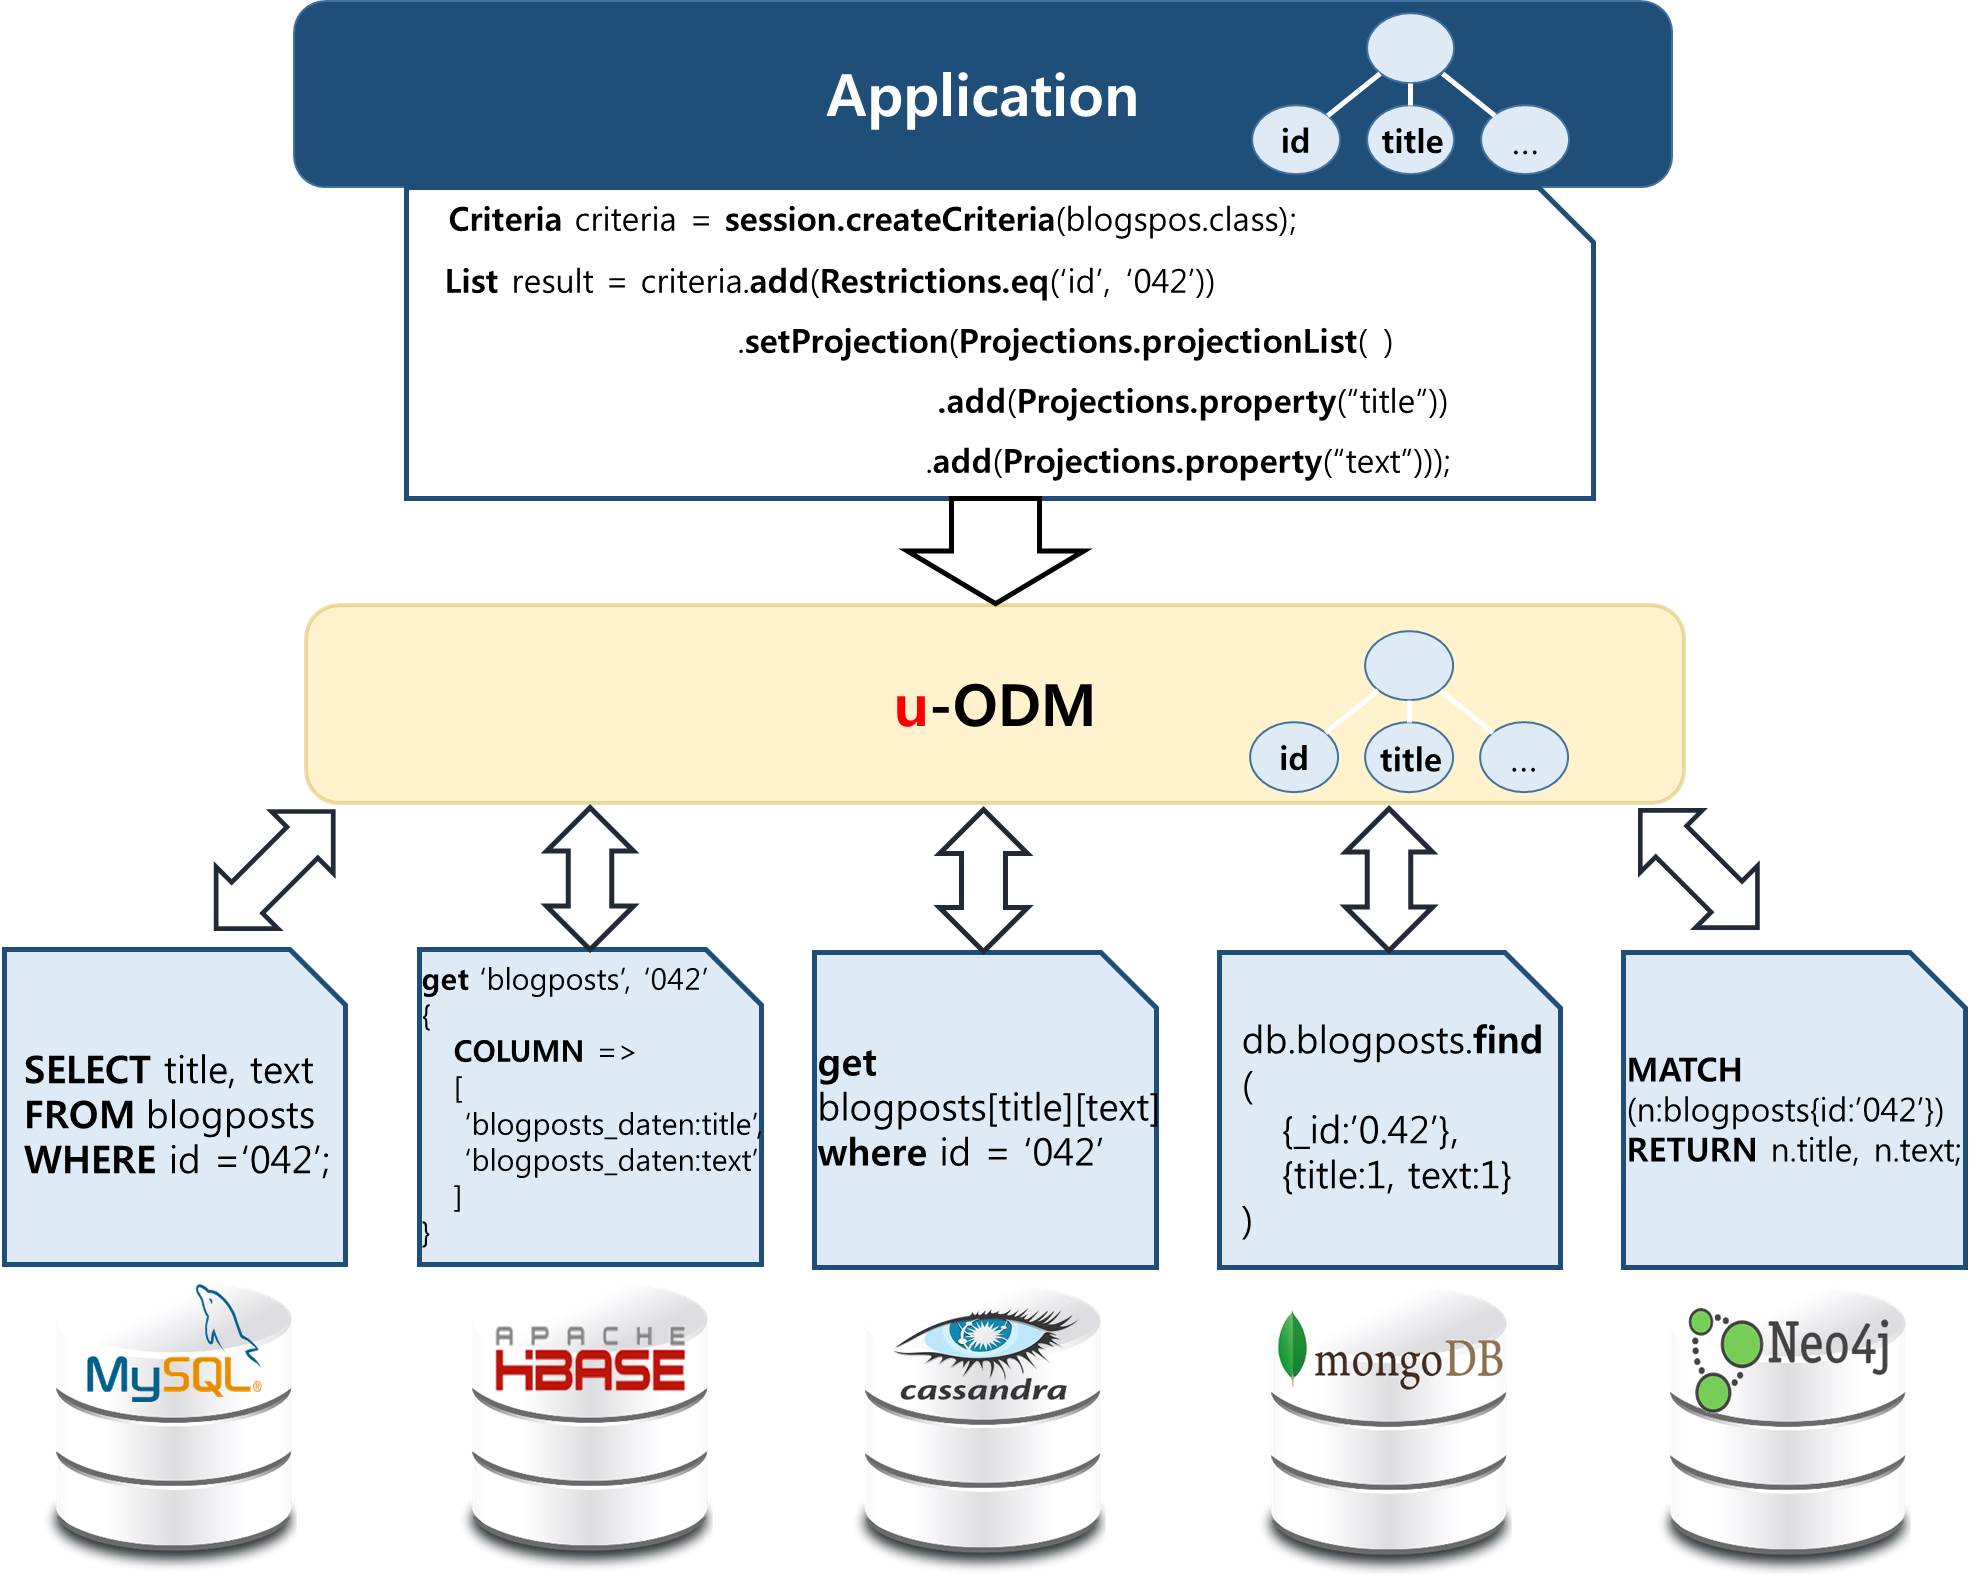 Application
id
title
...
Criteria criteria = session.createCriteria(blogspos.class);
List result = criteria.add(Restrictions.eq(‘id’, ‘042’))
.setProjection(Projections.projectionList( )
.add(Projections.property(“title”))
.add(Projections.property(“text”)));
u-ODM
id
title
...
SELECT title, text
FROM blogposts
WHERE id =‘042’;
get ‘blogposts’, ‘042’
{
COLUMN =>
[
‘blogposts_daten:title’,
‘blogposts_daten:text’
]
}
get
blogposts[title][text]
where id = ‘042’
db.blogposts.find
(
{_id:’0.42’},
{title:1, text:1}
)
MATCH
(n:blogposts{id:’042’})
RETURN n.title, n.text;
MySQL®
APACHE
HBASE
cassandra
mongoDB
Neo4j